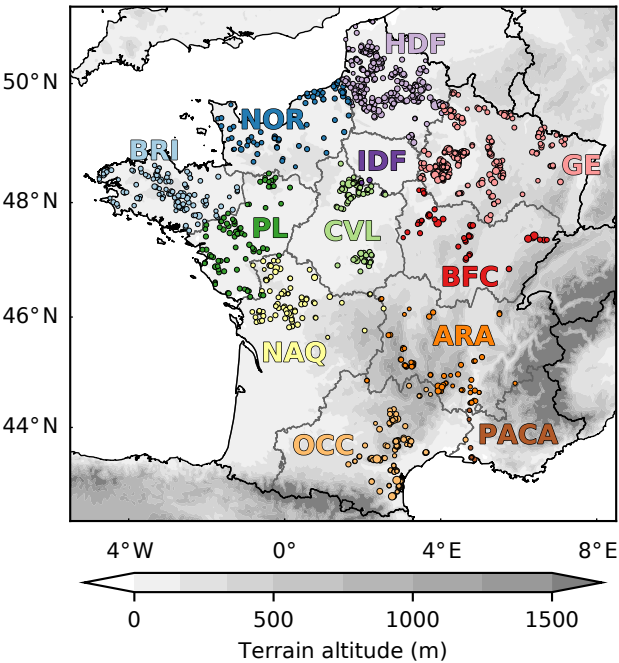 HDF
50°N
NOR
BRI
IDF
GE
48°N
PL
CVL
BFC
46°N
ARA
NAQ
44°N
OCC
PACA
4°W 0° 4°E 8°E
0 500 1000 1500
Terrain altitude (m)